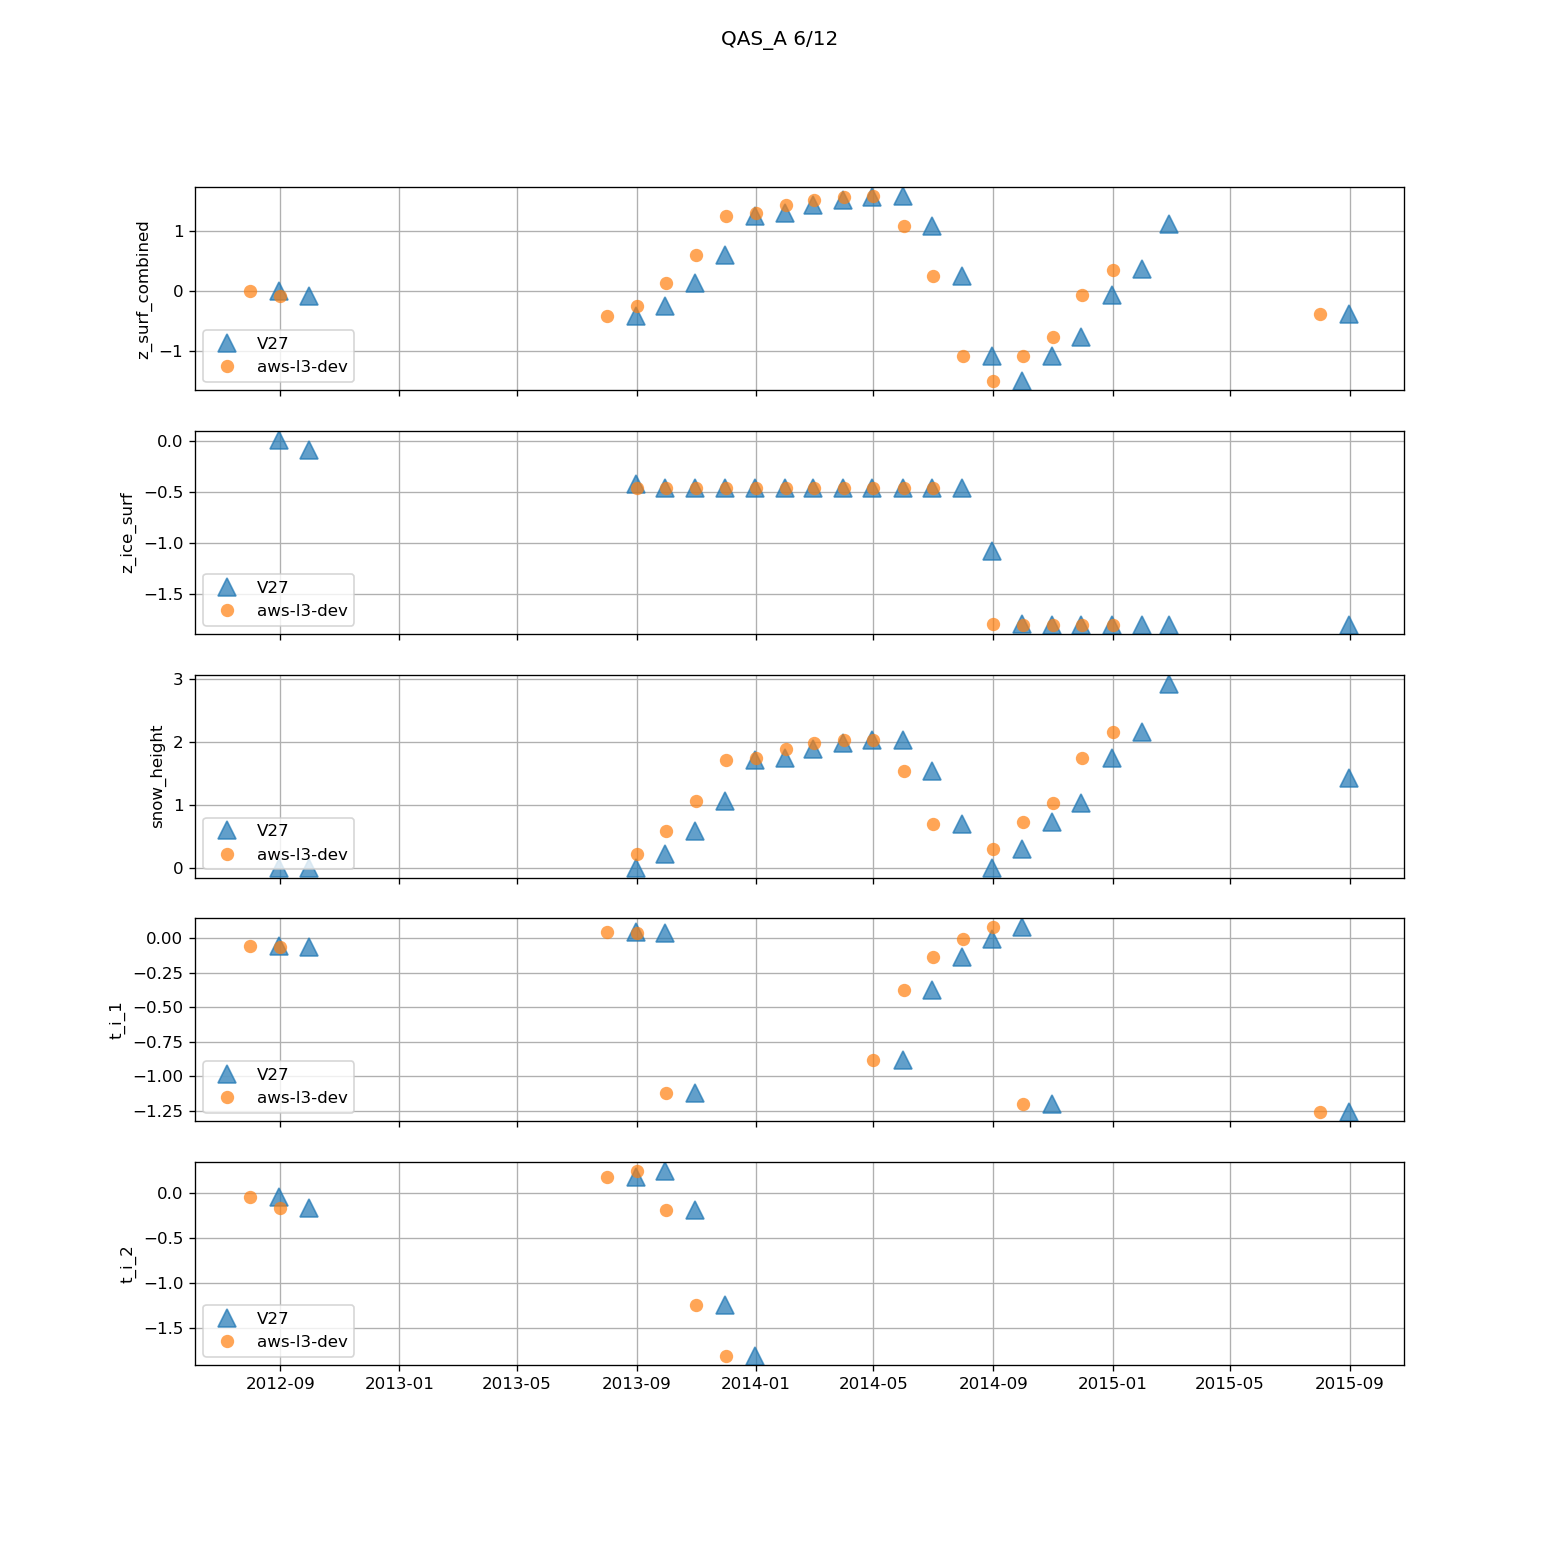 QAS_A 6/12
z_surf_combined
1
0
−1
V27
aws-l3-dev
z_ice_surf
0.0
−0.5
−1.0
−1.5
V27
aws-l3-dev
snow_height
3
2
1
0
V27
aws-l3-dev
t_i_1
0.00
−0.25
−0.50
−0.75
−1.00
−1.25
V27
aws-l3-dev
t_i_2
0.0
−0.5
−1.0
−1.5
V27
aws-l3-dev
2012-09 2013-01 2013-05 2013-09 2014-01 2014-05 2014-09 2015-01 2015-05 2015-09